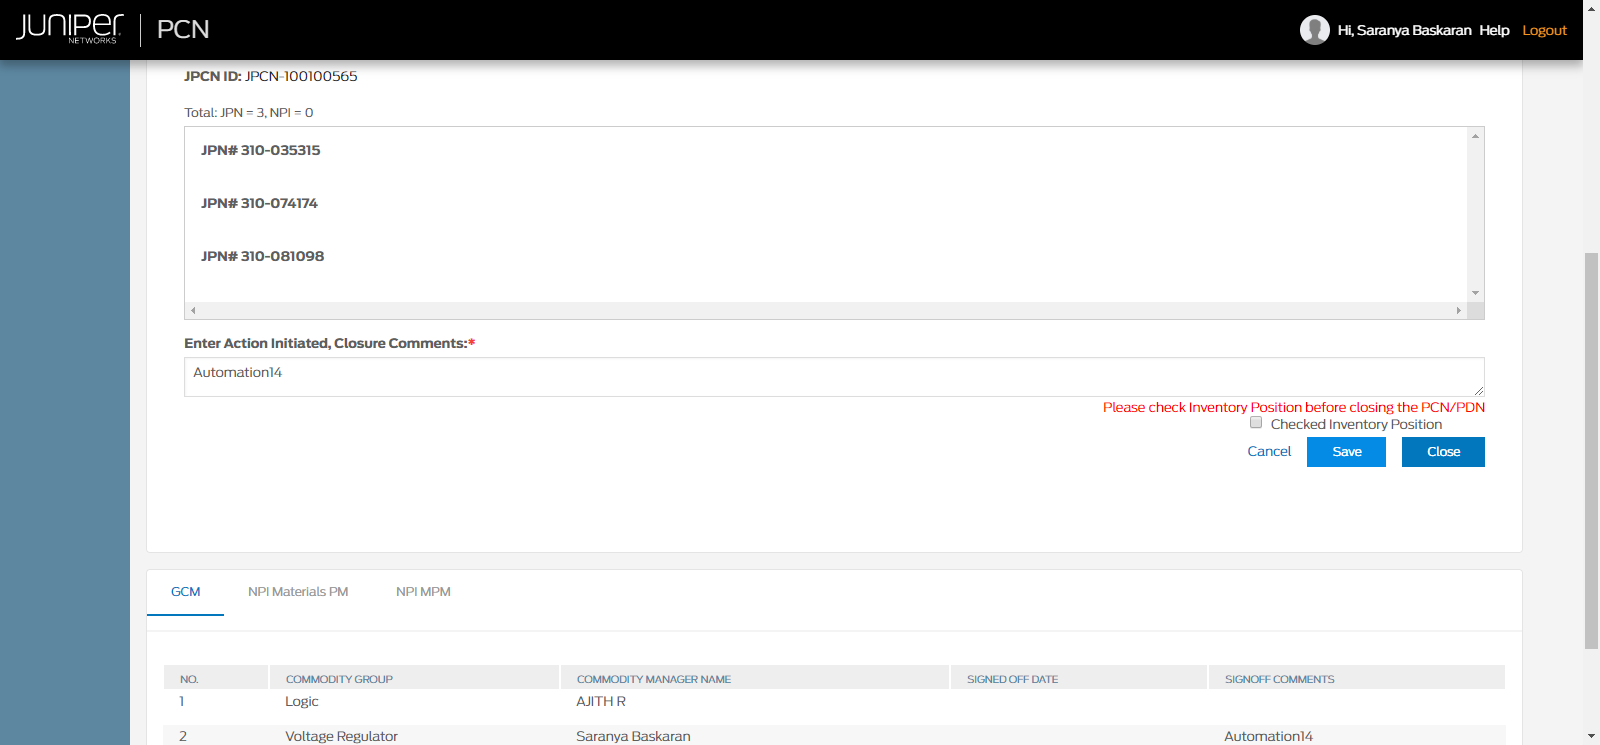 JUNIPER NETWORKS PCN Hi, Saranya Baskaran Help Logout
JPCN ID: JPCN-100100565
Total: JPN = 3, NPI = 0
JPN# 310-035315
JPN# 310-074174
JPN# 310-081098
Enter Action Initiated, Closure Comments:*
Automation14
Please check Inventory Position before closing the PCN/PDN
Checked Inventory Position
Cancel Save Close
GCM NPI Materials PM NPI MPM
NO. COMMODITY GROUP COMMODITY MANAGER NAME SIGNED OFF DATE SIGNOFF COMMENTS
1 Logic AJITH R
2 Voltage Regulator Saranya Baskaran Automation14